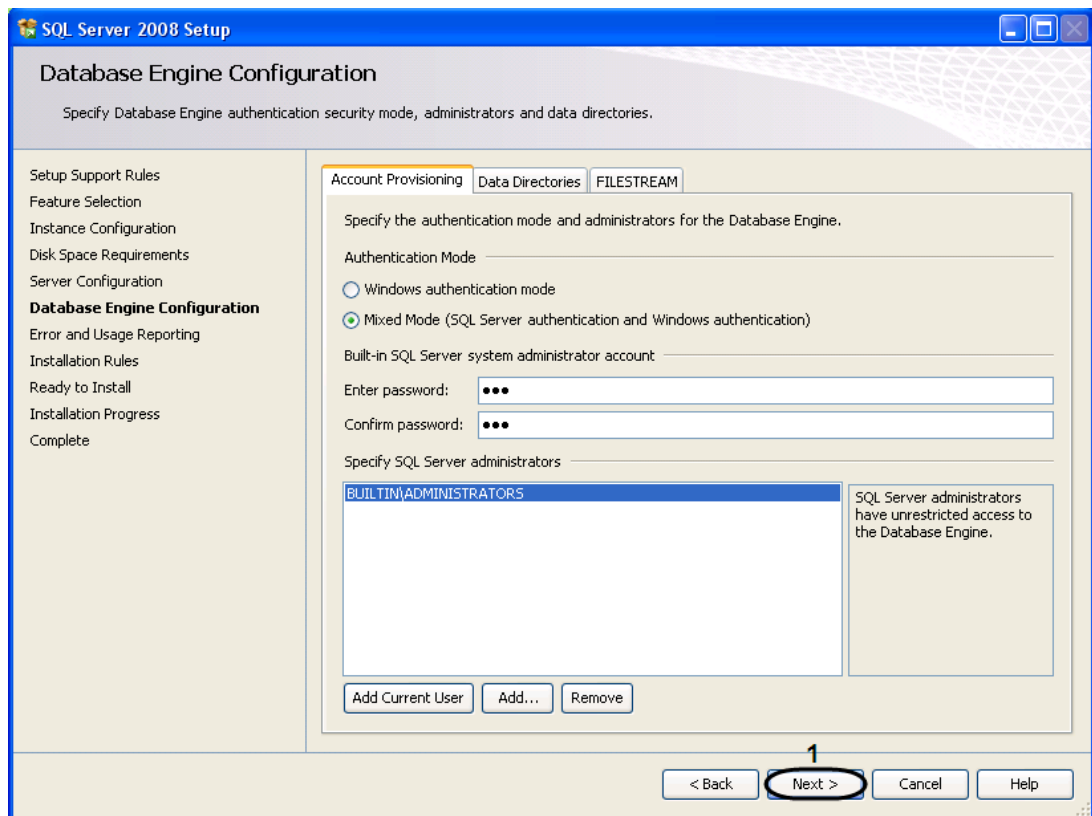 SQL Server 2008 Setup
Database Engine Configuration
Specify Database Engine authentication security mode, administrators and data directories.
Setup Support Rules
Feature Selection
Instance Configuration
Disk Space Requirements
Server Configuration
Database Engine Configuration
Error and Usage Reporting
Installation Rules
Ready to Install
Installation Progress
Complete
Account Provisioning Data Directories FILESTREAM
Specify the authentication mode and administrators for the Database Engine.
Authentication Mode
Windows authentication mode
Mixed Mode (SQL Server authentication and Windows authentication)
Built-in SQL Server system administrator account
Enter password: ●●●
Confirm password: ●●●
Specify SQL Server administrators
BUILTIN\ADMINISTRATORS
SQL Server administrators
have unrestricted access to
the Database Engine.
Add Current User Add... Remove
1
< Back Next > Cancel Help